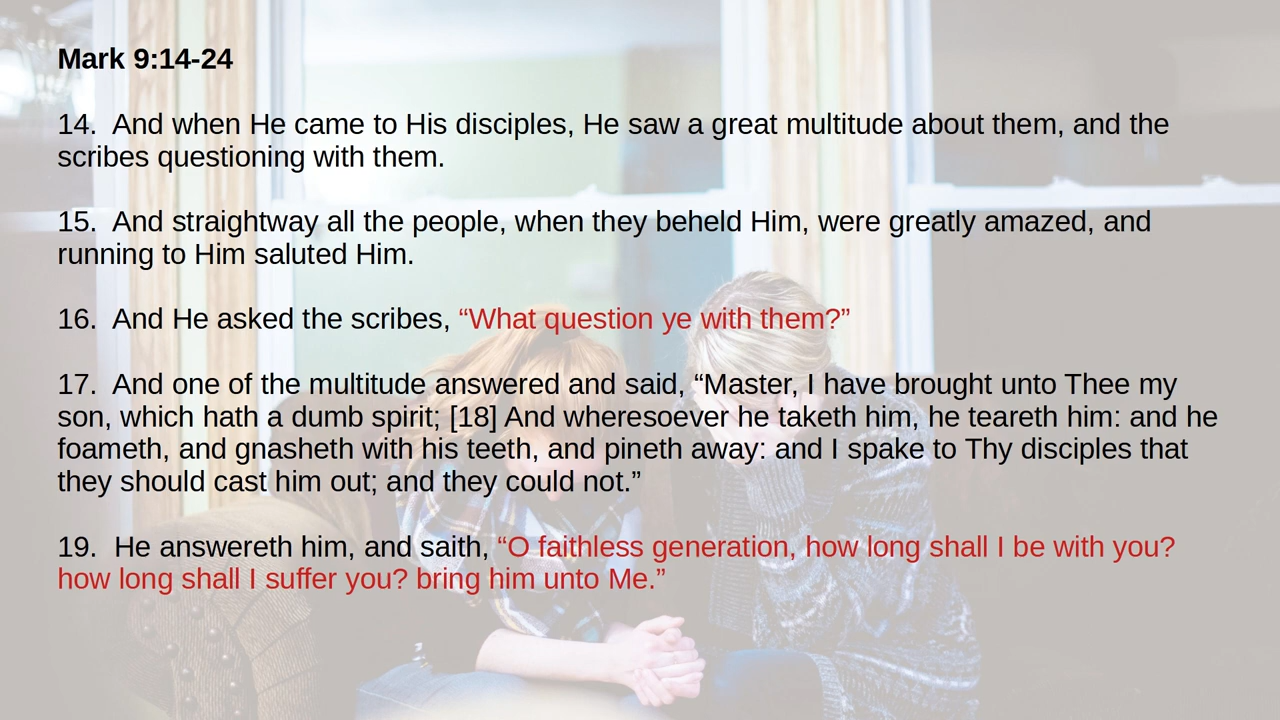 Mark 9:14-24
14.  And when He came to His disciples, He saw a great multitude about them, and the
scribes questioning with them.
15.  And straightway all the people, when they beheld Him, were greatly amazed, and
running to Him saluted Him.
16.  And He asked the scribes, “What question ye with them?”
17.  And one of the multitude answered and said, “Master, I have brought unto Thee my
son, which hath a dumb spirit; [18] And wheresoever he taketh him, he teareth him: and he
foameth, and gnasheth with his teeth, and pineth away: and I spake to Thy disciples that
they should cast him out; and they could not.”
19.  He answereth him, and saith, “O faithless generation, how long shall I be with you?
how long shall I suffer you? bring him unto Me.”